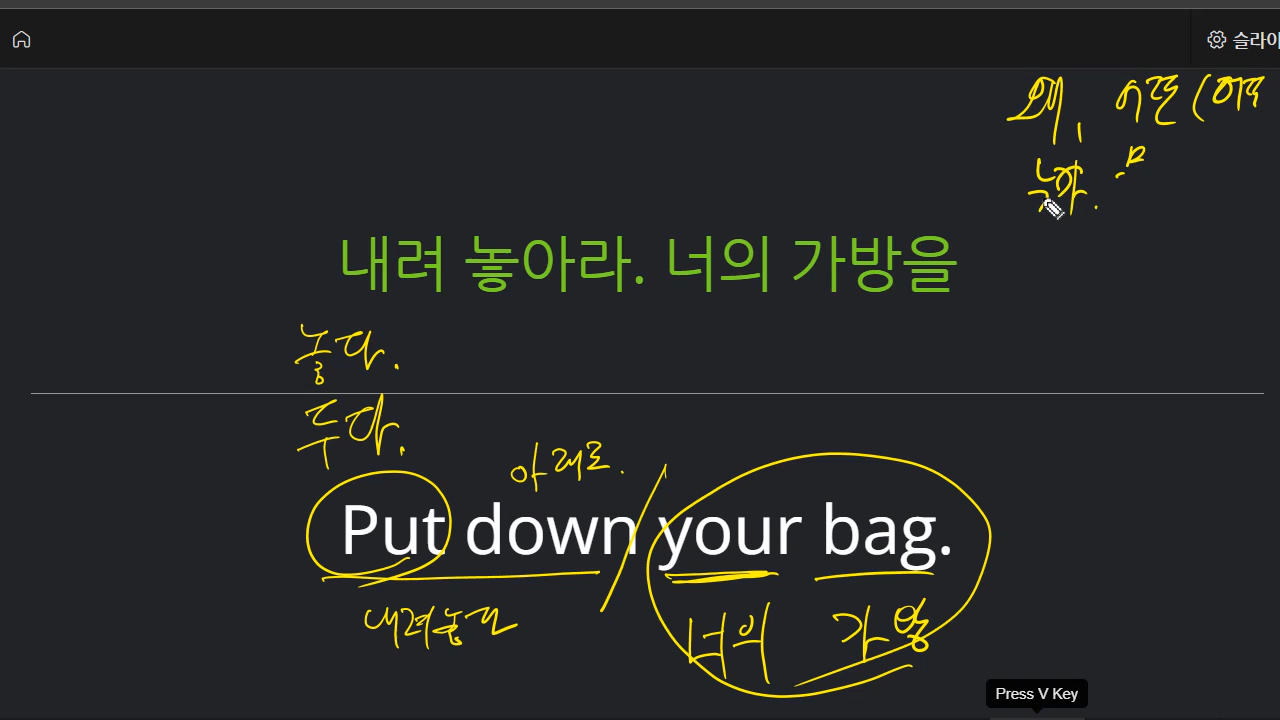 슬라이
왜, 어떤 (어떠
내려 놓아라. 너의 가방을
놓다.
두다.
아래로.
Put down / your bag.
내려놓다
너의 가방
Press V Key